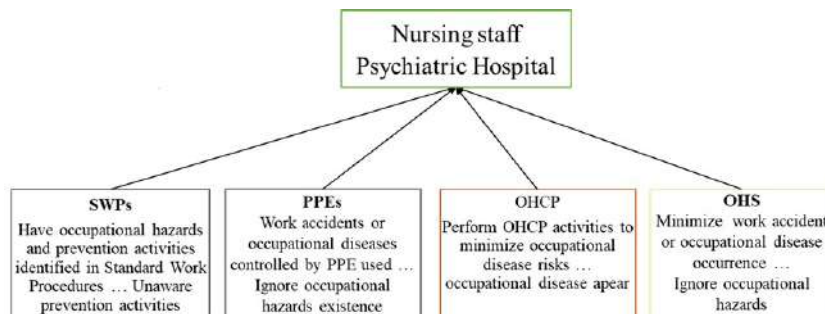 Nursing staff
Psychiatric Hospital
SWPs
Have occupational hazards
and prevention activities
identified in Standard Work
Procedures ... Unaware
prevention activities
PPEs
Work accidents or
occupational diseases
controlled by PPE used ...
Ignore occupational
hazards existence
OHCP
Perform OHCP activities to
minimize occupational
disease risks ...
occupational disease apear
OHS
Minimize work accident
or occupational disease
occurrence ...
Ignore occupational
hazards